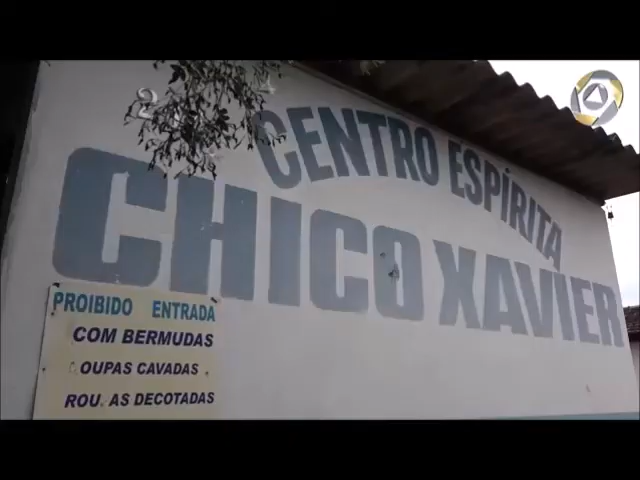 CENTRO ESPÍRITA
CHICO XAVIER
PROIBIDO ENTRADA
COM BERMUDAS
OUPAS CAVADAS
ROU AS DECOTADAS